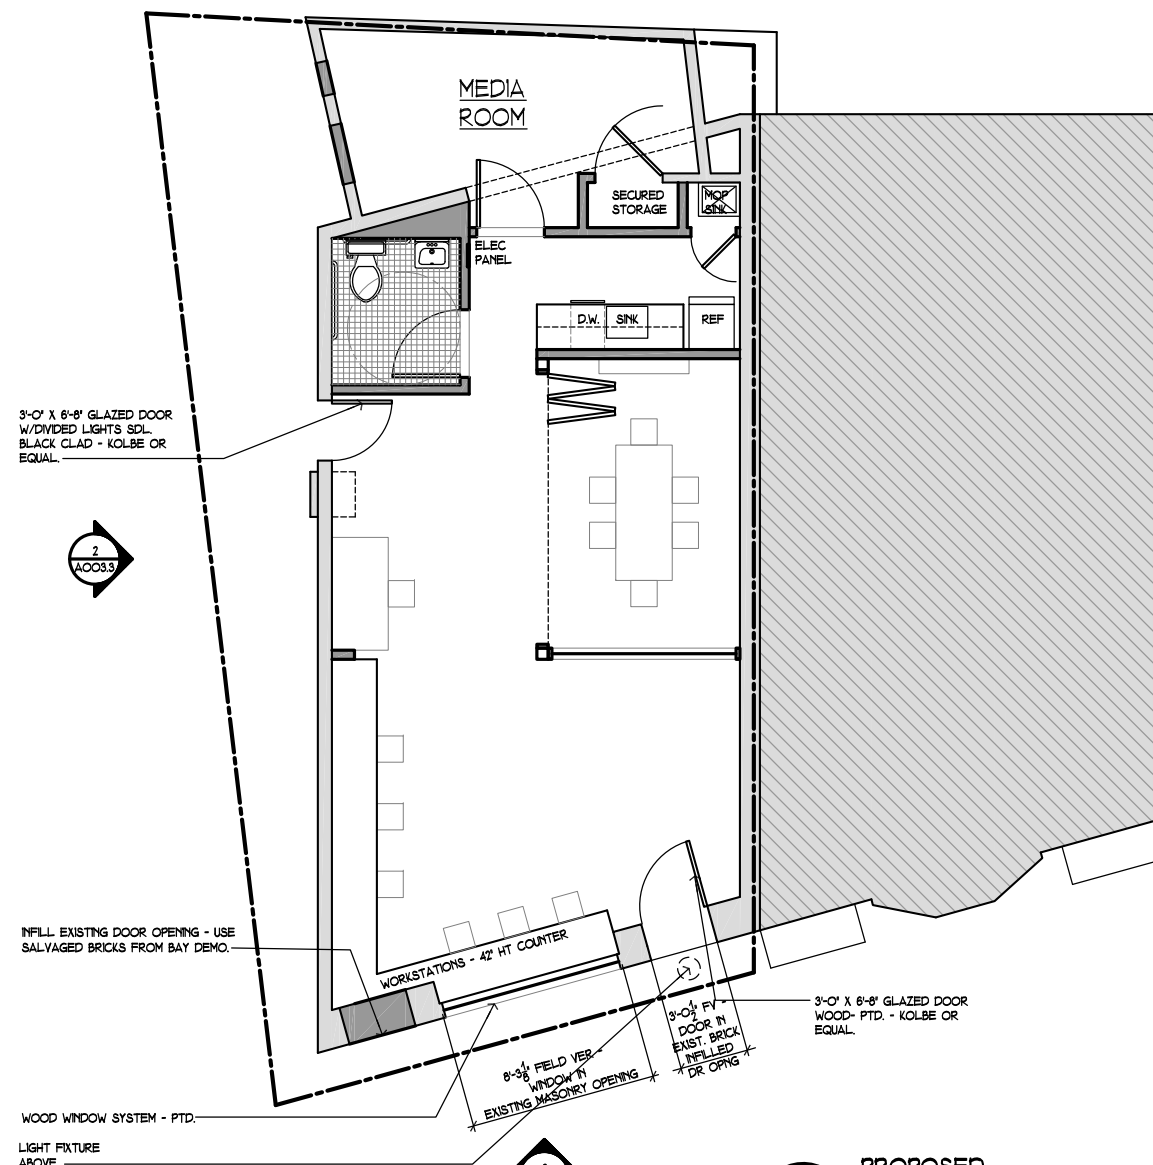 MEDIA
ROOM
SECURED
STORAGE
MOP
SINK
ELEC
PANEL
D.W.
SINK
REF
3'-0" X 6'-8" GLAZED DOOR
W/DIVIDED LIGHTS SDL.
BLACK CLAD - KOLBE OR
EQUAL.
2
A003.3
INFILL EXISTING DOOR OPENING - USE
SALVAGED BRICKS FROM BAY DEMO.
WORKSTATIONS - 42" HT COUNTER
3'-0" X 6'-8" GLAZED DOOR
WOOD- PTD. - KOLBE OR
EQUAL.
3'-0½" FV -
DOOR IN
EXIST. BRICK
INFILLED
DR OPNG
8'-3⅛" FIELD VER. -
WINDOW IN
EXISTING MASONRY OPENING
WOOD WINDOW SYSTEM - PTD.
LIGHT FIXTURE
ABOVE
PROPOSED